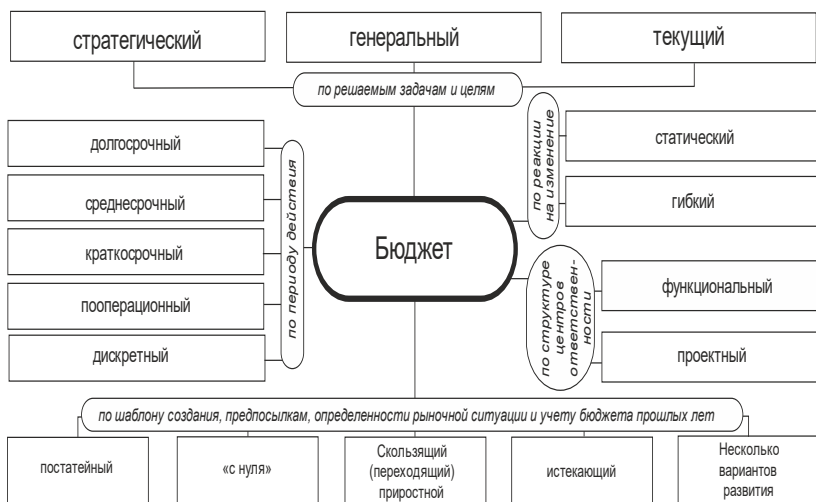 стратегический
генеральный
текущий
по решаемым задачам и целям
долгосрочный
среднесрочный
краткосрочный
пооперационный
дискретный
по периоду действия
Бюджет
по реакции
на изменение
статический
гибкий
по структуре
центров
ответствен-
ности
функциональный
проектный
по шаблону создания, предпосылкам, определенности рыночной ситуации и учету бюджета прошлых лет
постатейный
«с нуля»
Скользящий
(переходящий)
приростной
истекающий
Несколько
вариантов
развития